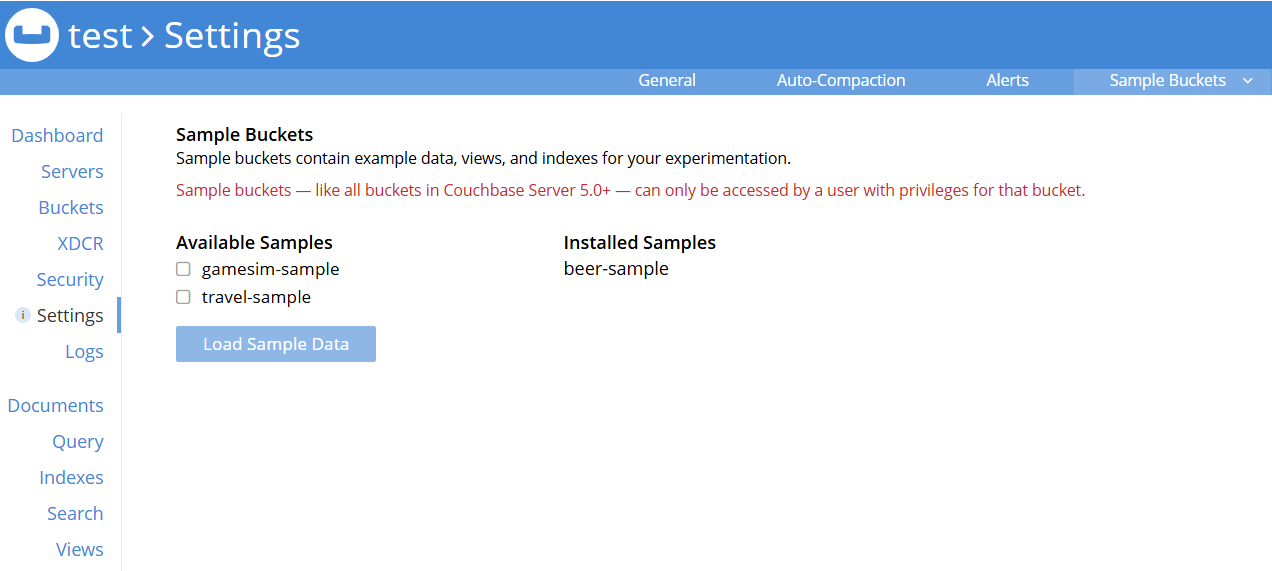 test > Settings
General Auto-Compaction Alerts Sample Buckets
Dashboard
Servers
Buckets
XDCR
Security
i Settings
Logs
Documents
Query
Indexes
Search
Views
Sample Buckets
Sample buckets contain example data, views, and indexes for your experimentation.
Sample buckets — like all buckets in Couchbase Server 5.0+ — can only be accessed by a user with privileges for that bucket.
Available Samples
gamesim-sample
travel-sample
Load Sample Data
Installed Samples
beer-sample